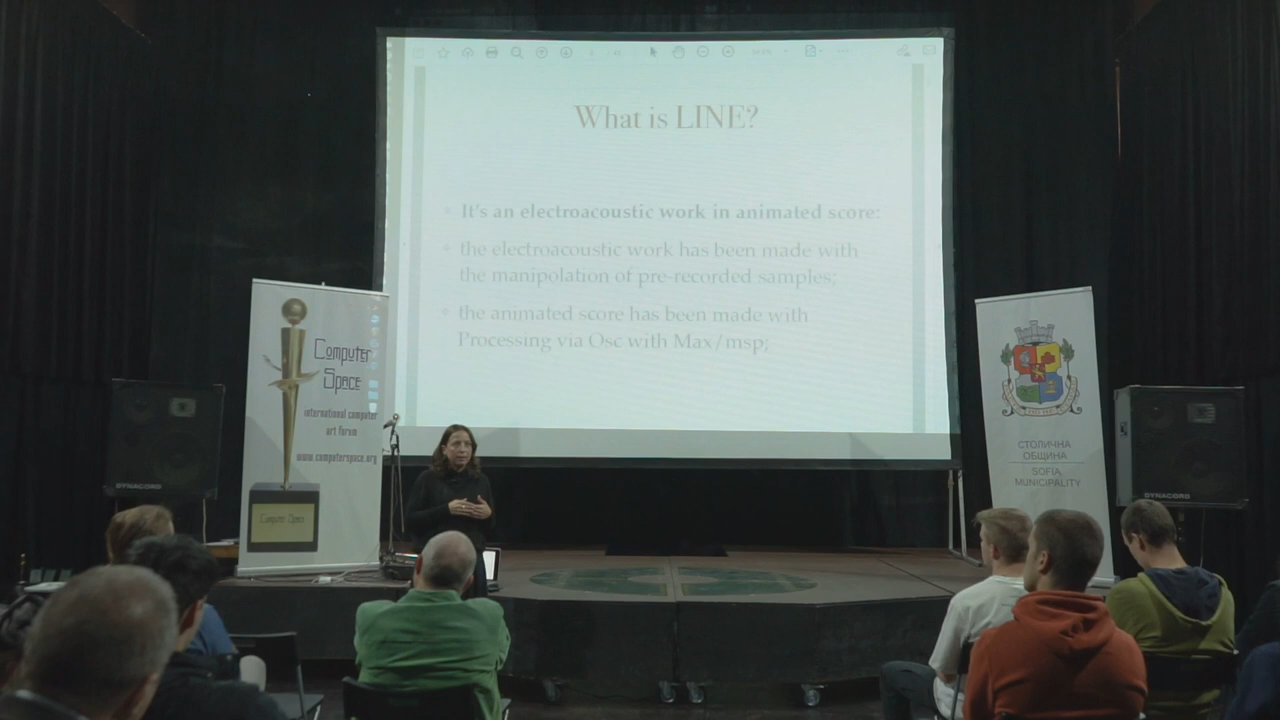 What is LINE?
It's an electroacoustic work in animated score:
the electroacoustic work has been made with
the manipolation of pre-recorded samples;
the animated score has been made with
Processing via Osc with Max/msp;
Computer
Space
international computer
art forum
www.computerspace.org
Computer Space
СТОЛИЧНА
ОБЩИНА
SOFIA
MUNICIPALITY
DYNACORD
DYNACORD